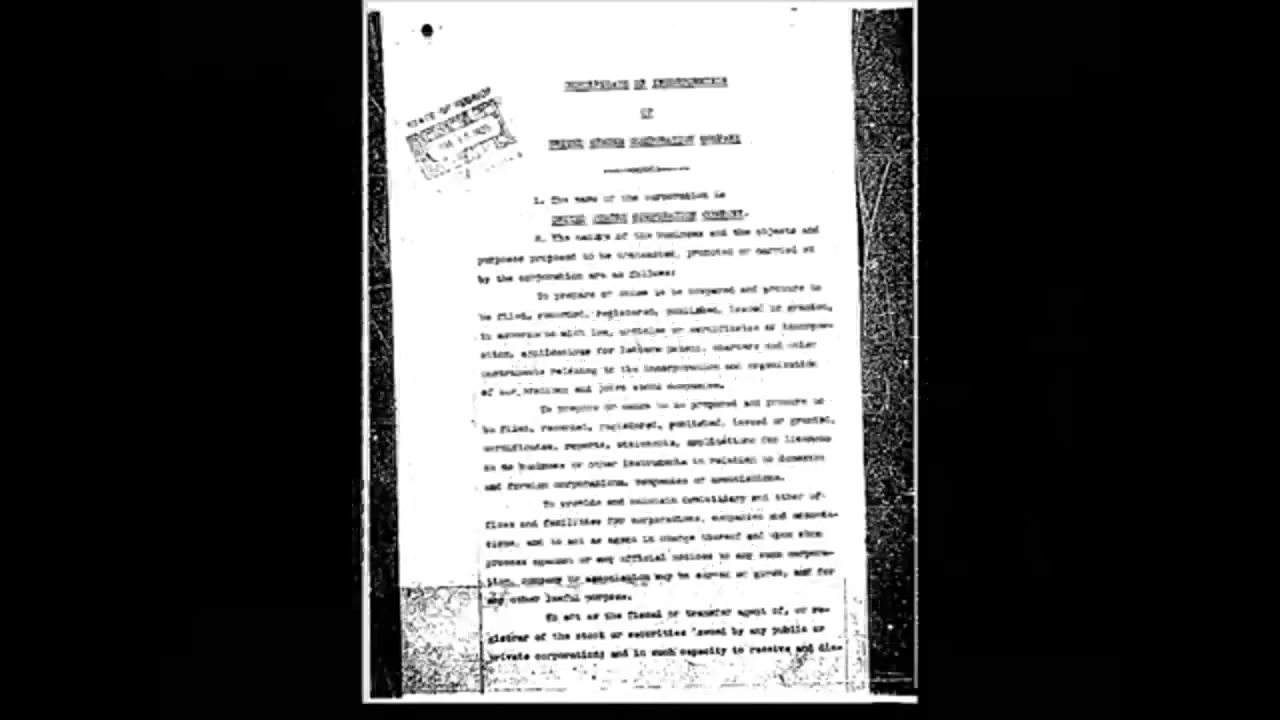 CERTIFICATE OF INCORPORATION
OF
UNITED STATES CORPORATION COMPANY
STATE OF
1. The name of the corporation is
UNITED STATES CORPORATION COMPANY.
2. The nature of the business and the objects and
purposes proposed to be transacted, promoted or carried on
by the corporation are as follows:
To prepare or cause to be prepared and procure to
be filed, recorded, registered, published, issued or granted,
in accordance with law, articles or certificates of incorpor-
ation, applications for letters patent, charters and other
instruments relating to the incorporation and organization
of corporations and joint stock companies.
To prepare or cause to be prepared and procure to
be filed, recorded, registered, published, issued or granted,
certificates, reports, statements, applications for licenses
to do business or other instruments in relation to domestic
and foreign corporations, companies or associations.
To provide and maintain and other of-
fices and facilities for corporations, companies and associa-
tions, and to act as agent in charge thereof and upon whom
process against or any official notices to any such corpora-
tion, company or association may be served or given, and for
any other lawful purpose.
To act as the fiscal or transfer agent of, or re-
gistrar of the stock or securities issued by any public or
private corporation; and in such capacity to receive and dis-